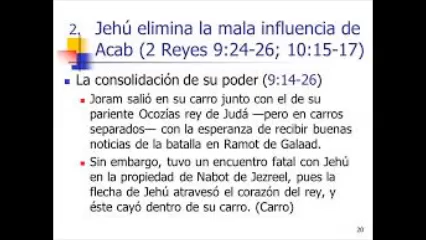 2. Jehú elimina la mala influencia de
Acab (2 Reyes 9:24-26; 10:15-17)
La consolidación de su poder (9:14-26)
Joram salió en su carro junto con el de su
pariente Ocozías rey de Judá —pero en carros
separados— con la esperanza de recibir buenas
noticias de la batalla en Ramot de Galaad.
Sin embargo, tuvo un encuentro fatal con Jehú
en la propiedad de Nabot de Jezreel, pues la
flecha de Jehú atravesó el corazón del rey, y
éste cayó dentro de su carro. (Carro)
20